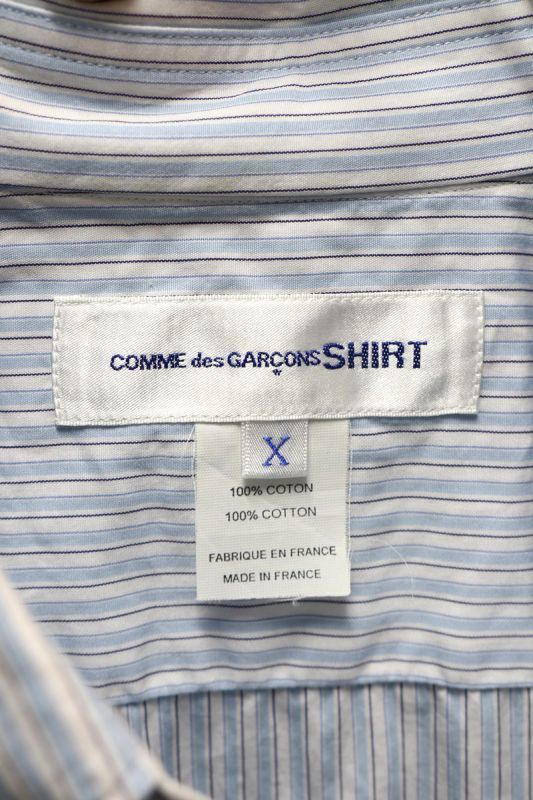 COMME des GARÇONS SHIRT
X
100% COTON
100% COTTON
FABRIQUE EN FRANCE
MADE IN FRANCE